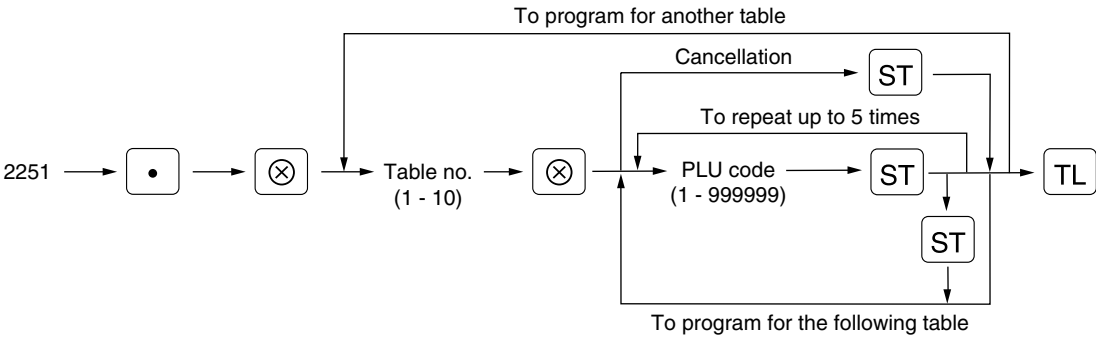 To program for another table
Cancellation
ST
To repeat up to 5 times
2251
•
⊗
Table no.
(1 - 10)
⊗
PLU code
(1 - 999999)
ST
TL
ST
To program for the following table